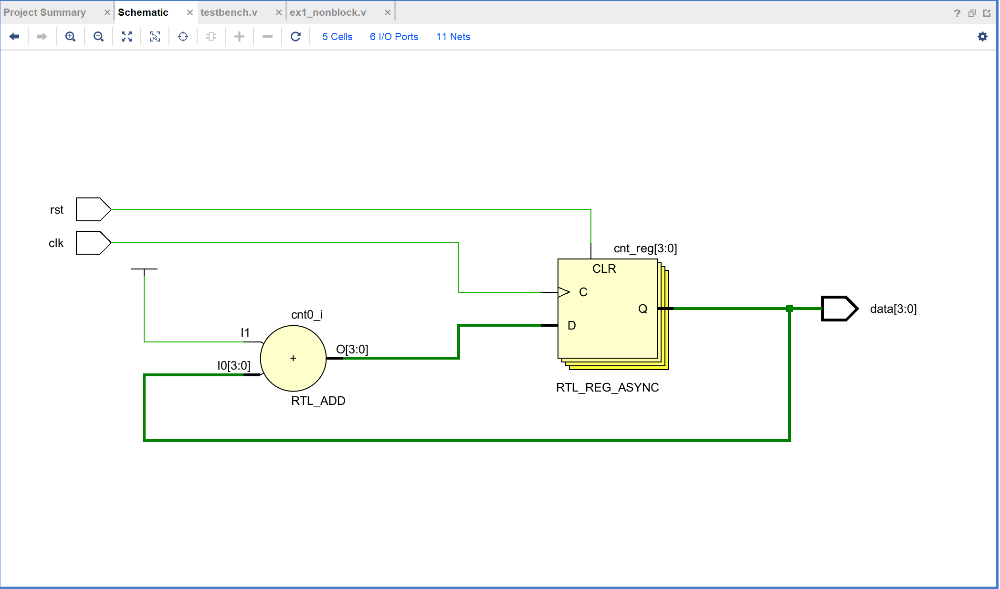 Project Summary
Schematic
testbench.v
ex1_nonblock.v
?
5 Cells
6 I/O Ports
11 Nets
rst
clk
cnt_reg[3:0]
CLR
C
Q
D
data[3:0]
RTL_REG_ASYNC
cnt0_i
I1
I0[3:0]
+
O[3:0]
RTL_ADD